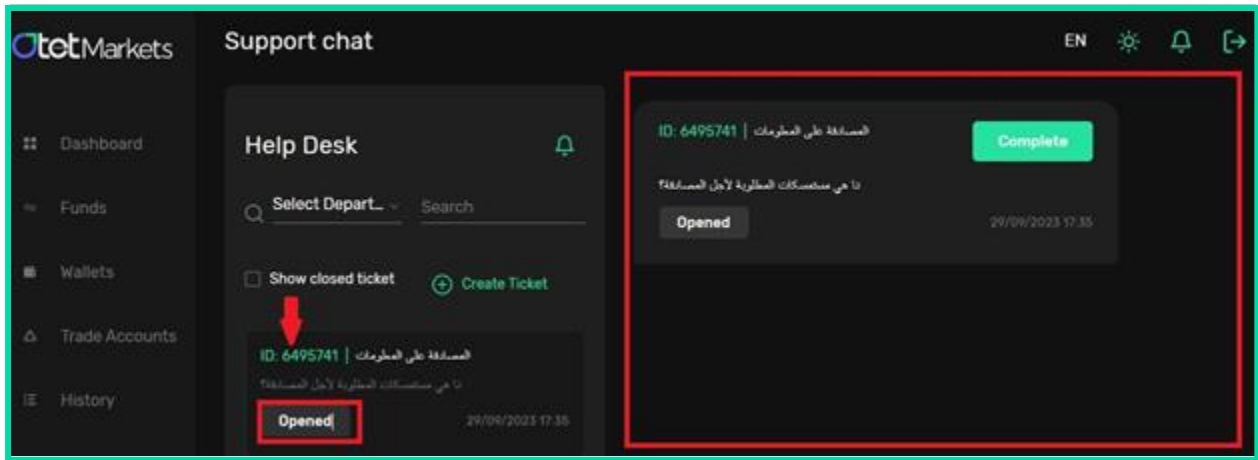 OtetMarkets
Support chat
EN
Dashboard
Funds
Wallets
Trade Accounts
History
Help Desk
Select Depart...
Search
Show closed ticket
Create Ticket
ID: 6495741 | المصادقة على المعلومات
ما هي مستمسكات المطلوبة لأجل المصادقة؟
Opened
29/09/2023 17:35
ID: 6495741 | المصادقة على المعلومات
Complete
ما هي مستمسكات المطلوبة لأجل المصادقة؟
Opened
29/09/2023 17:35